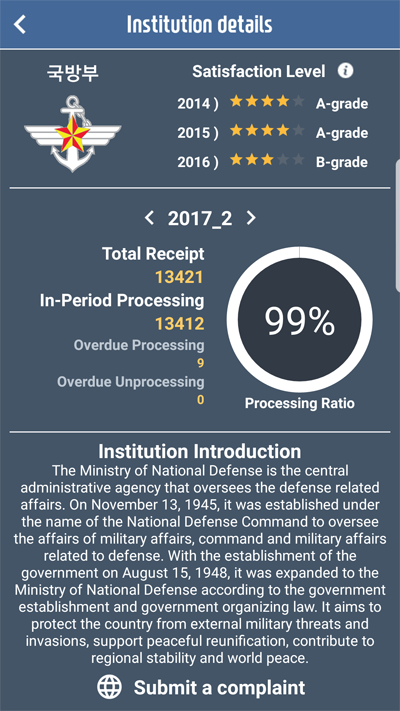 Institution details
국방부
Satisfaction Level i
2014 ) A-grade
2015 ) A-grade
2016 ) B-grade
< 2017_2 >
Total Receipt
13421
In-Period Processing
13412
Overdue Processing
9
Overdue Unprocessing
0
99%
Processing Ratio
Institution Introduction
The Ministry of National Defense is the central
administrative agency that oversees the defense related
affairs. On November 13, 1945, it was established under
the name of the National Defense Command to oversee
the affairs of military affairs, command and military affairs
related to defense. With the establishment of the
government on August 15, 1948, it was expanded to the
Ministry of National Defense according to the government
establishment and government organizing law. It aims to
protect the country from external military threats and
invasions, support peaceful reunification, contribute to
regional stability and world peace.
Submit a complaint